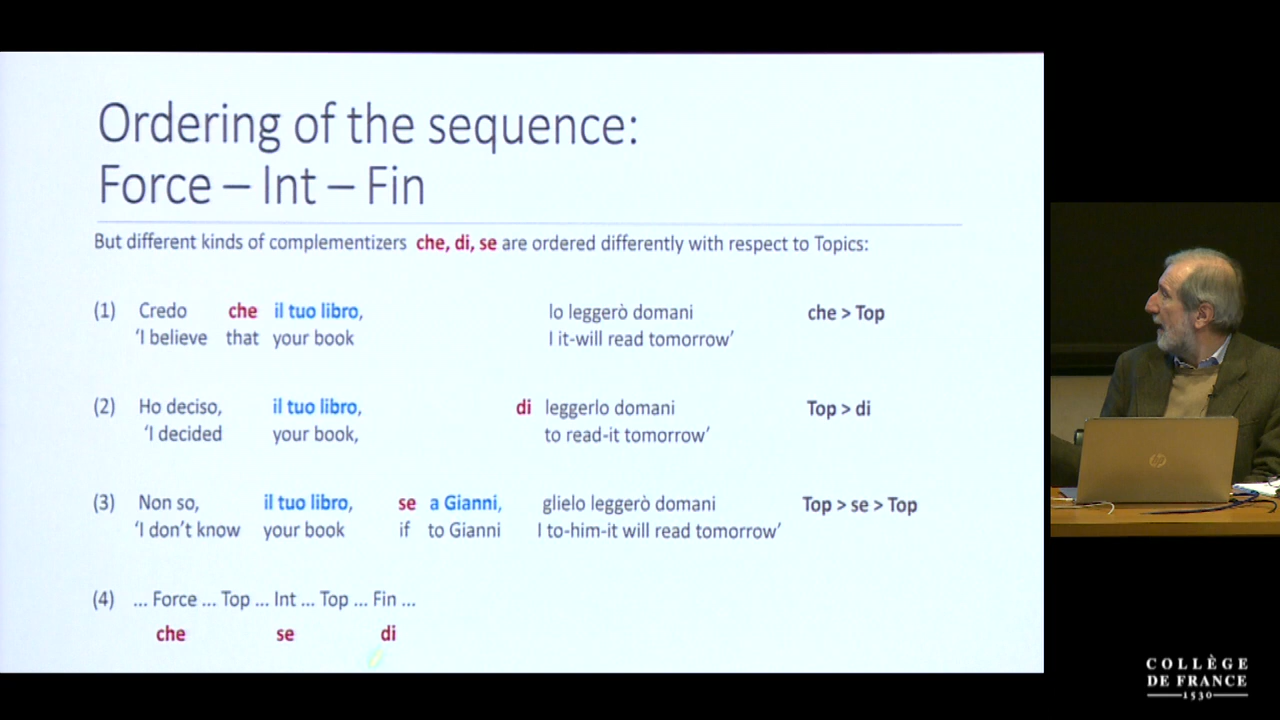 Ordering of the sequence:
Force – Int – Fin
But different kinds of complementizers che, di, se are ordered differently with respect to Topics:
(1) Credo che il tuo libro, lo leggerò domani che > Top
‘I believe that your book I it-will read tomorrow’
(2) Ho deciso, il tuo libro, di leggerlo domani Top > di
‘I decided your book, to read-it tomorrow’
(3) Non so, il tuo libro, se a Gianni, glielo leggerò domani Top > se > Top
‘I don’t know your book if to Gianni I to-him-it will read tomorrow’
(4) ... Force ... Top ... Int ... Top ... Fin ...
che se di
hp
COLLÈGE
DE FRANCE
1530